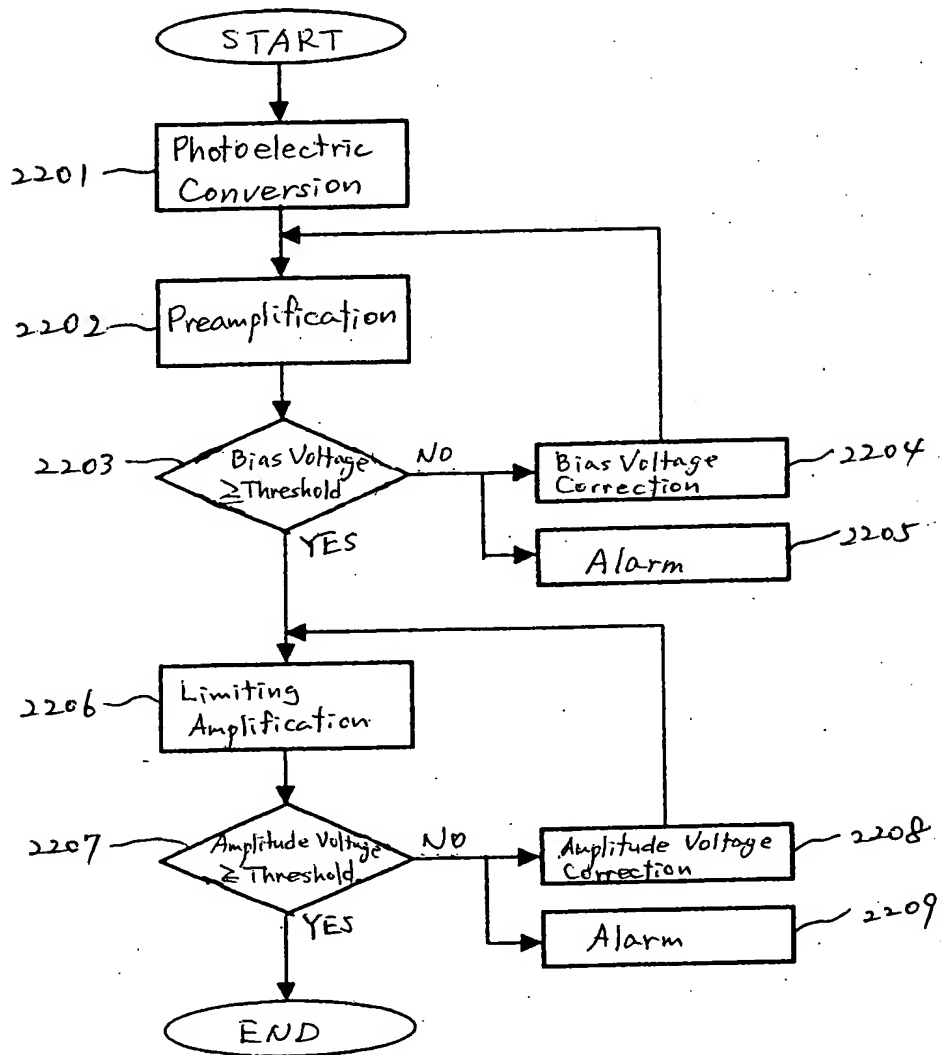 START
2201
Photoelectric
Conversion
2202
Preamplification
2203
Bias Voltage
≥Threshold
NO
Bias Voltage
Correction
2204
YES
Alarm
2205
2206
Limiting
Amplification
2207
Amplitude Voltage
≥ Threshold
NO
Amplitude Voltage
Correction
2208
YES
Alarm
2209
END